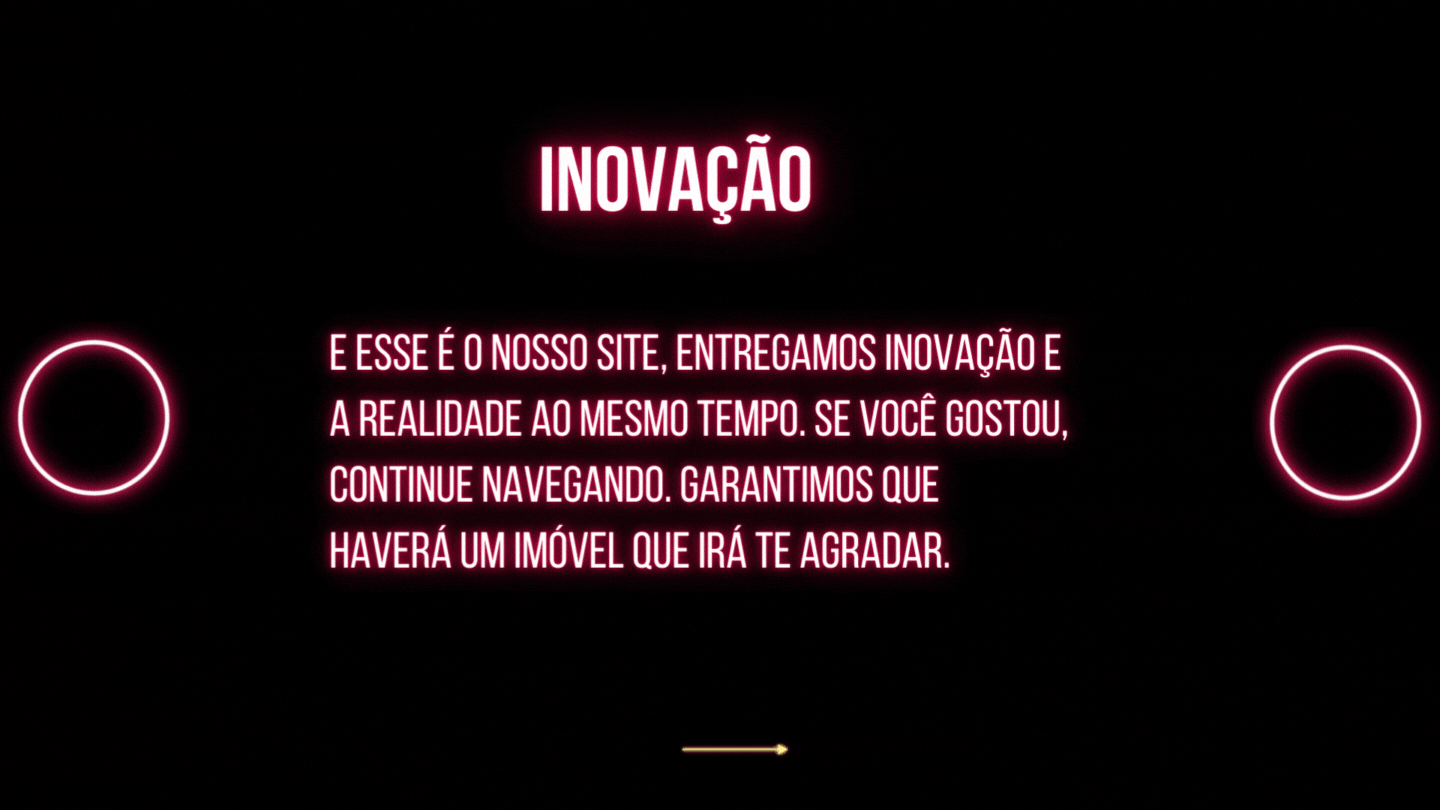 INOVAÇÃO
E ESSE É O NOSSO SITE, ENTREGAMOS INOVAÇÃO E
A REALIDADE AO MESMO TEMPO. SE VOCÊ GOSTOU,
CONTINUE NAVEGANDO. GARANTIMOS QUE
HAVERÁ UM IMÓVEL QUE IRÁ TE AGRADAR.